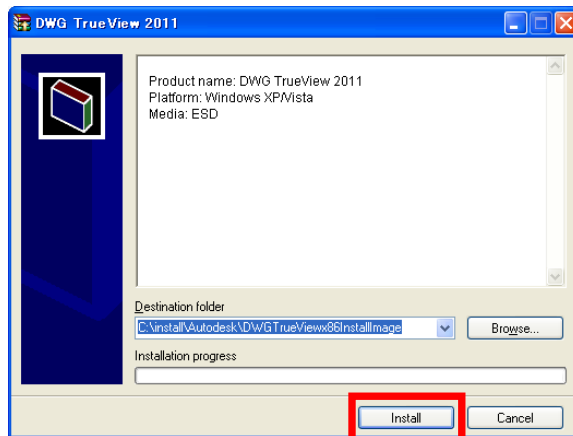 DWG TrueView 2011
Product name: DWG TrueView 2011
Platform: Windows XP/Vista
Media: ESD
Destination folder
C:\install\Autodesk\DWGTrueViewx86InstallImage
Browse...
Installation progress
Install
Cancel